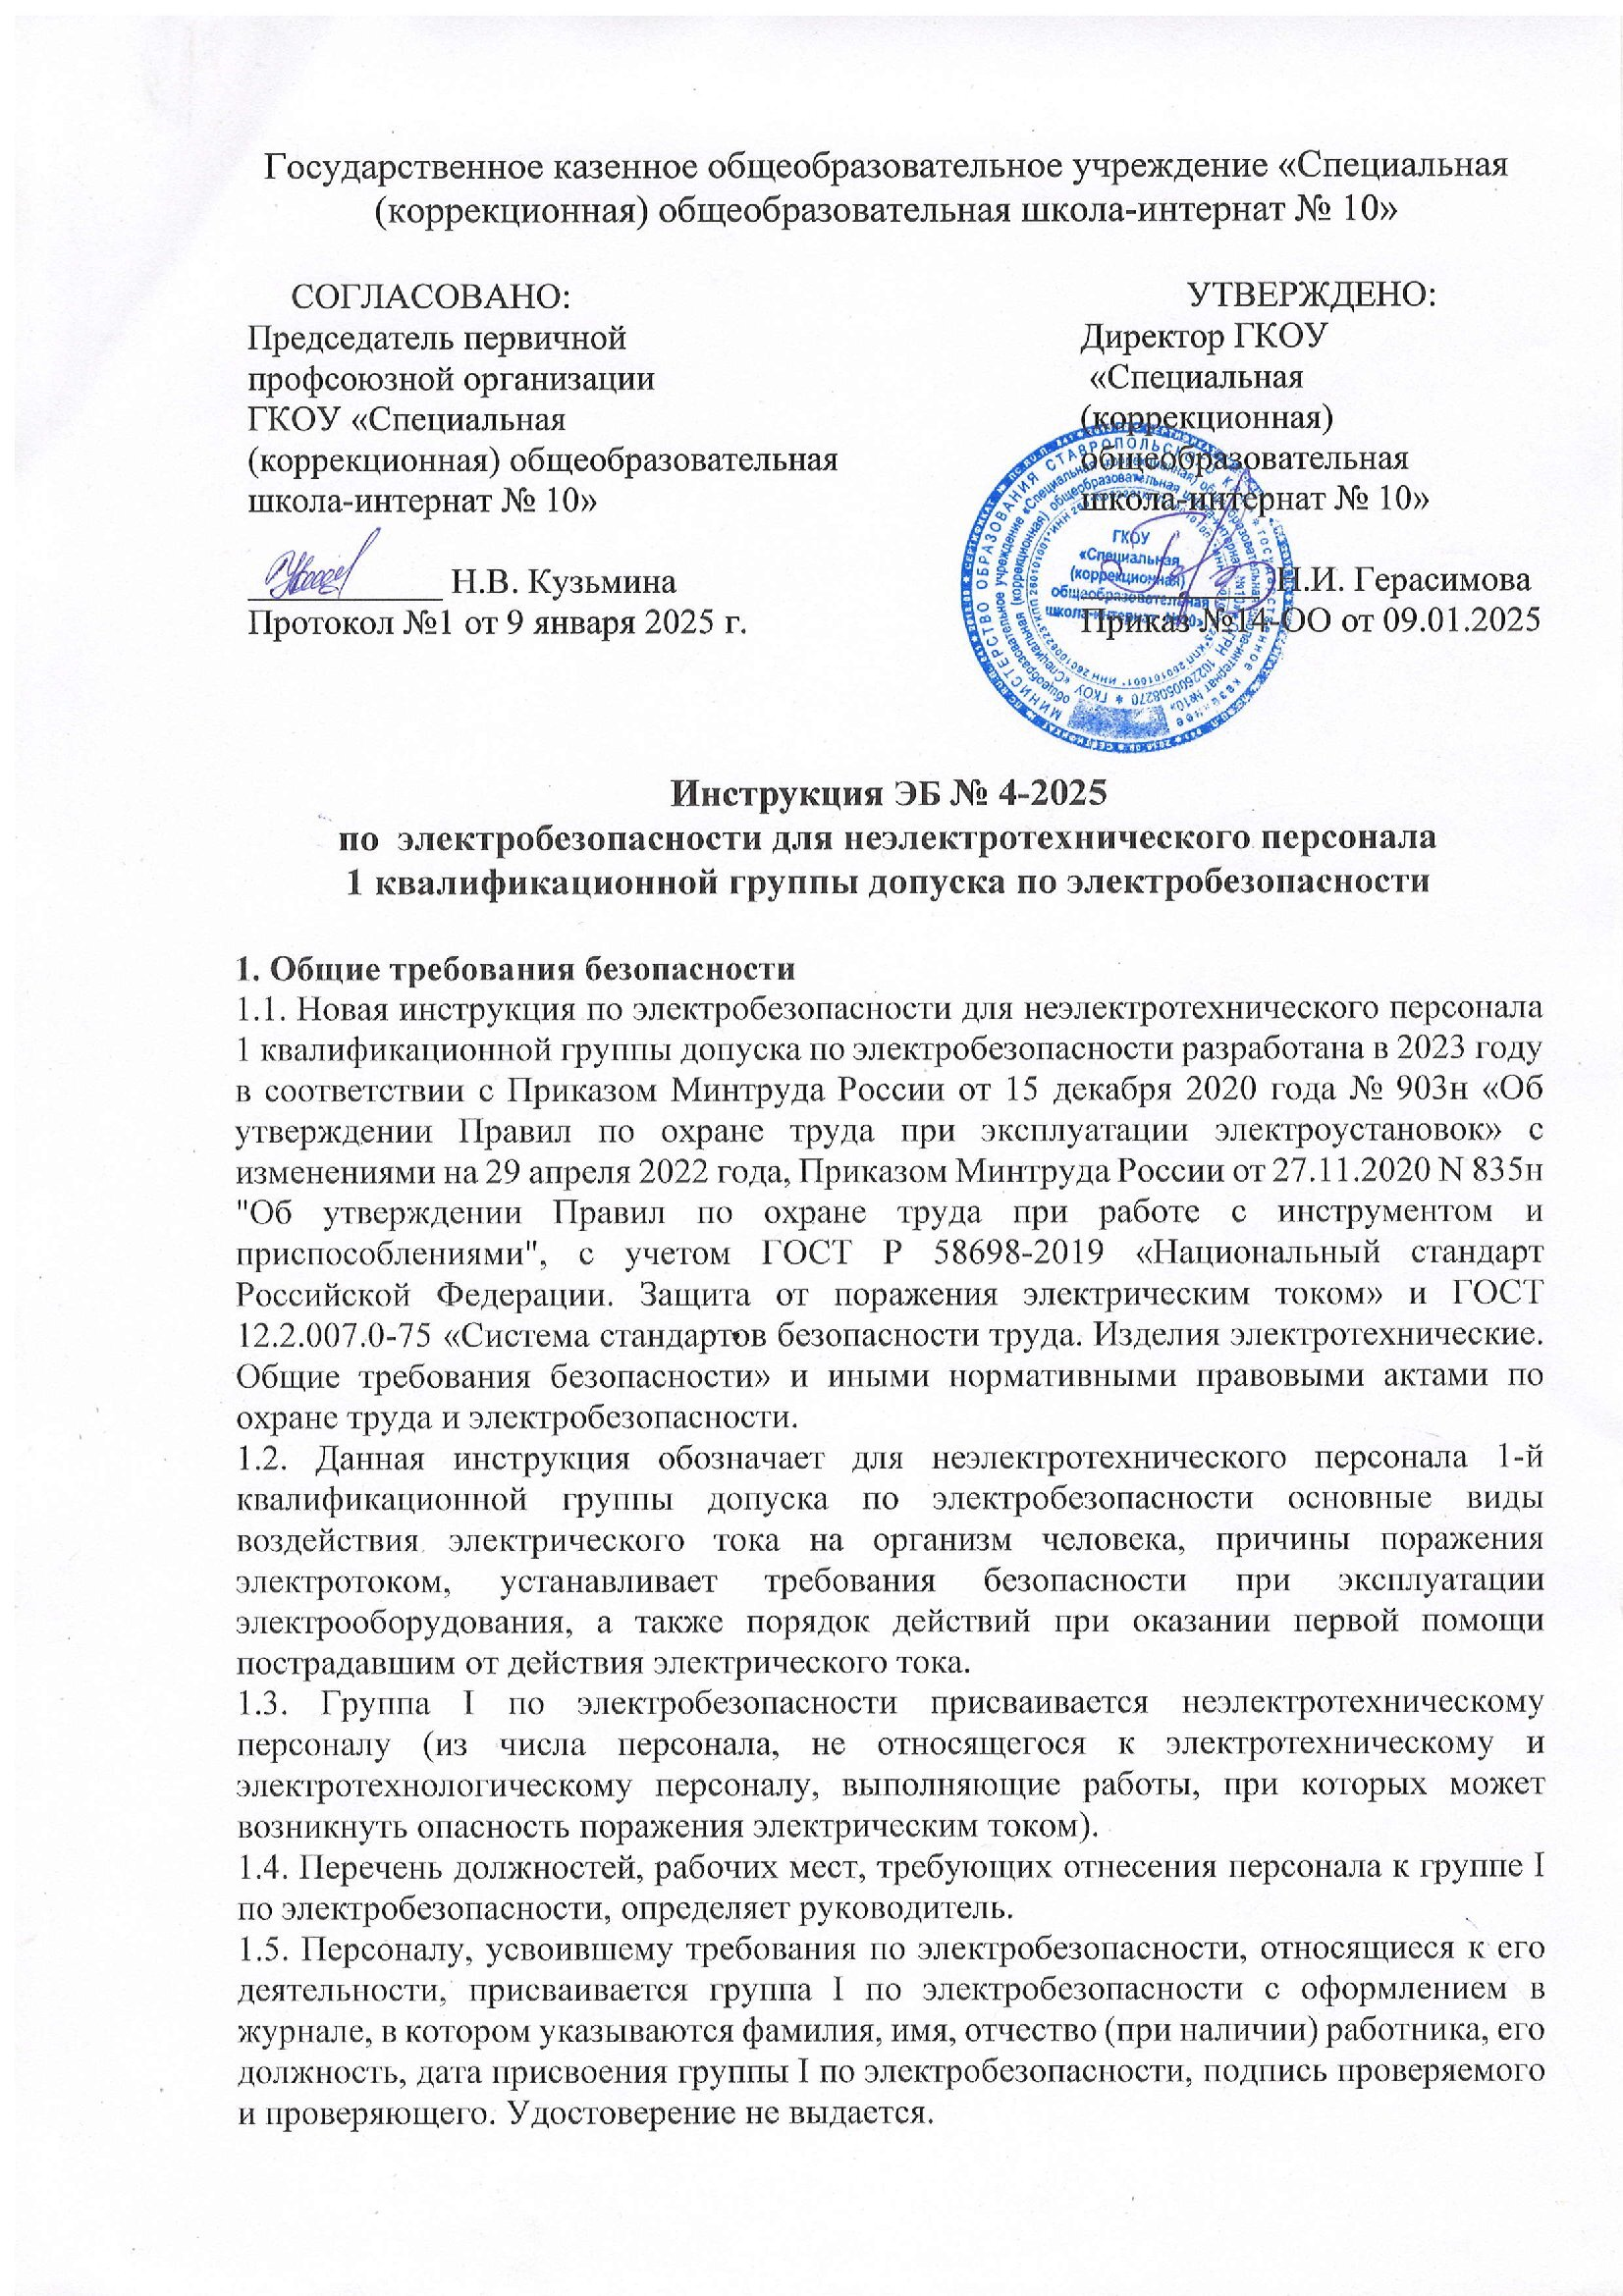 Государственное казенное общеобразовательное учреждение «Специальная
(коррекционная) общеобразовательная школа-интернат № 10»
СОГЛАСОВАНО:
Председатель первичной
профсоюзной организации
ГКОУ «Специальная
(коррекционная) общеобразовательная
школа-интернат № 10»
Н.В. Кузьмина
Протокол №1 от 9 января 2025 г.
УТВЕРЖДЕНО:
Директор ГКОУ
«Специальная
(коррекционная)
общеобразовательная
школа-интернат № 10»
Н.И. Герасимова
Приказ №14-ОО от 09.01.2025
МИНИСТЕРСТВО ОБРАЗОВАНИЯ СТАВРОПОЛЬСКОГО КРАЯ
ГКОУ
«Специальная
(коррекционная)
общеобразовательная
школа-интернат №10»
Инструкция ЭБ № 4-2025
по электробезопасности для неэлектротехнического персонала
1 квалификационной группы допуска по электробезопасности
1. Общие требования безопасности
1.1. Новая инструкция по электробезопасности для неэлектротехнического персонала
1 квалификационной группы допуска по электробезопасности разработана в 2023 году
в соответствии с Приказом Минтруда России от 15 декабря 2020 года № 903н «Об
утверждении Правил по охране труда при эксплуатации электроустановок» с
изменениями на 29 апреля 2022 года, Приказом Минтруда России от 27.11.2020 N 835н
"Об утверждении Правил по охране труда при работе с инструментом и
приспособлениями", с учетом ГОСТ Р 58698-2019 «Национальный стандарт
Российской Федерации. Защита от поражения электрическим током» и ГОСТ
12.2.007.0-75 «Система стандартов безопасности труда. Изделия электротехнические.
Общие требования безопасности» и иными нормативными правовыми актами по
охране труда и электробезопасности.
1.2. Данная инструкция обозначает для неэлектротехнического персонала 1-й
квалификационной группы допуска по электробезопасности основные виды
воздействия электрического тока на организм человека, причины поражения
электротоком, устанавливает требования безопасности при эксплуатации
электрооборудования, а также порядок действий при оказании первой помощи
пострадавшим от действия электрического тока.
1.3. Группа I по электробезопасности присваивается неэлектротехническому
персоналу (из числа персонала, не относящегося к электротехническому и
электротехнологическому персоналу, выполняющие работы, при которых может
возникнуть опасность поражения электрическим током).
1.4. Перечень должностей, рабочих мест, требующих отнесения персонала к группе I
по электробезопасности, определяет руководитель.
1.5. Персоналу, усвоившему требования по электробезопасности, относящиеся к его
деятельности, присваивается группа I по электробезопасности с оформлением в
журнале, в котором указываются фамилия, имя, отчество (при наличии) работника, его
должность, дата присвоения группы I по электробезопасности, подпись проверяемого
и проверяющего. Удостоверение не выдается.